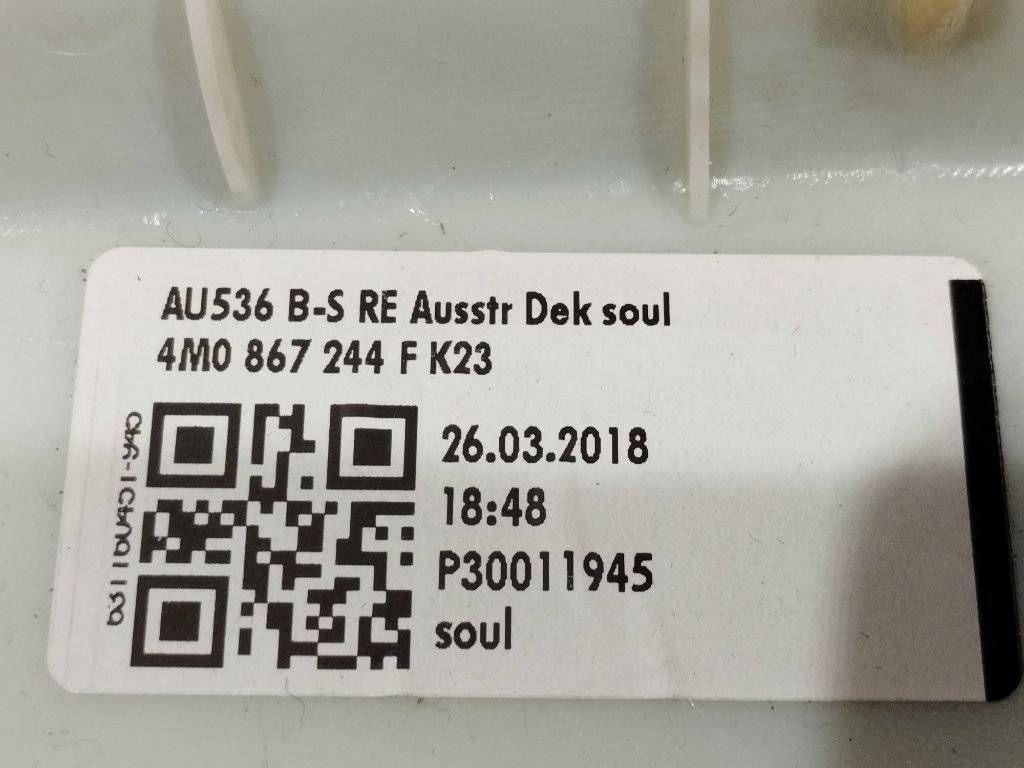 AU536 B-S RE Ausstr Dek soul
4M0 867 244 F K23
26.03.2018
18:48
P30011945
soul